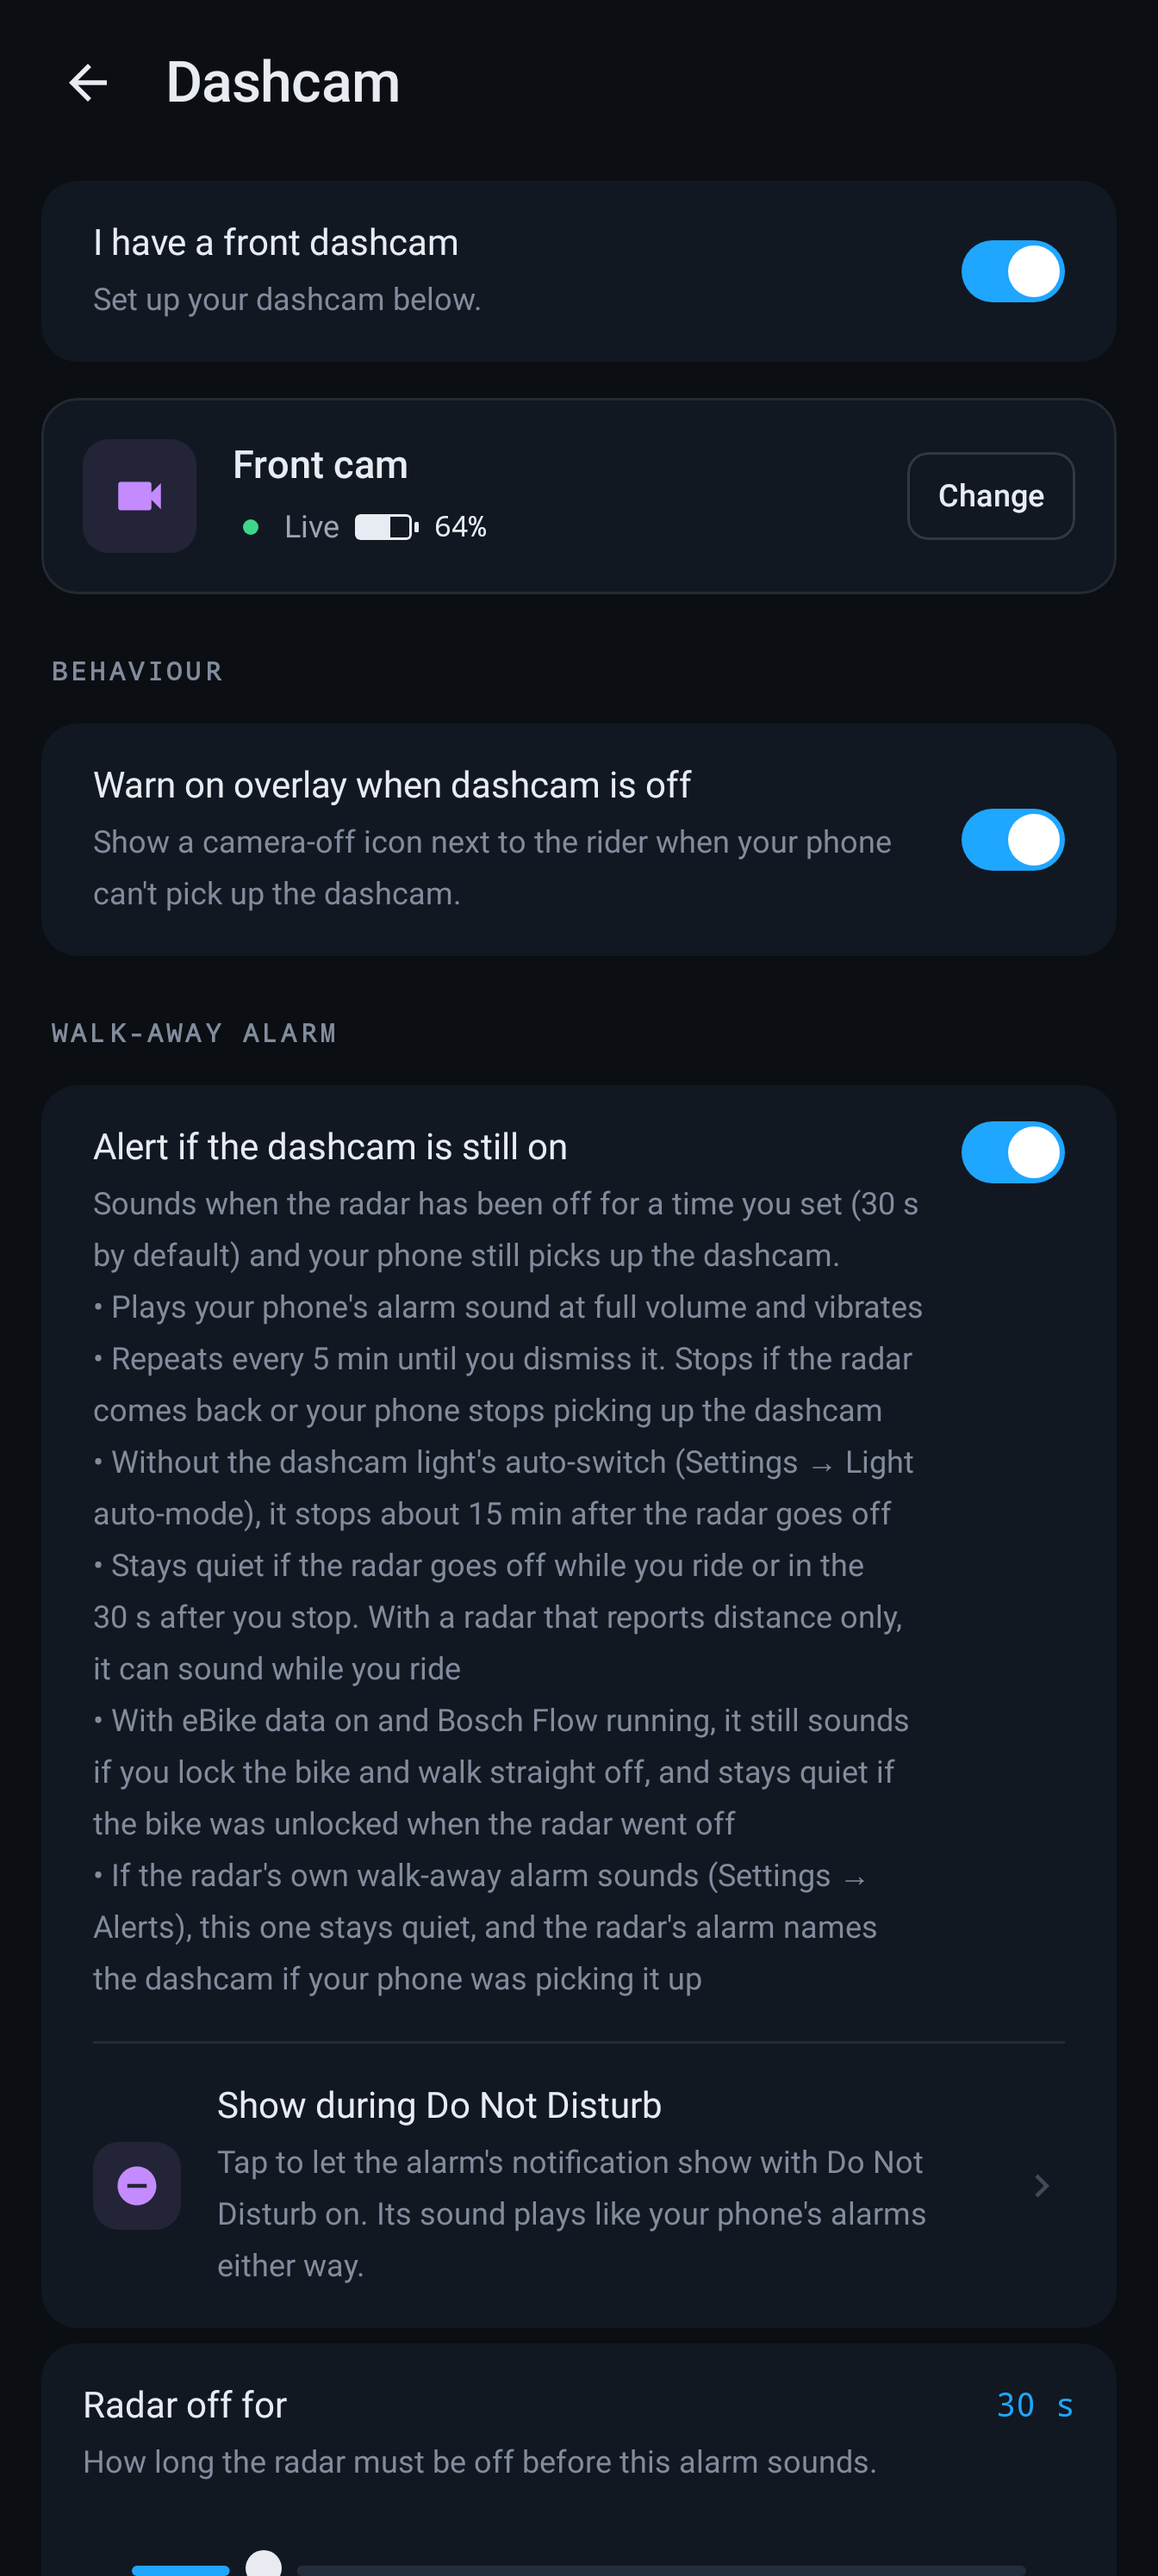 Dashcam
I have a front dashcam
Set up your dashcam below.
Front cam
Live 64%
Change
BEHAVIOUR
Warn on overlay when dashcam is off
Show a camera-off icon next to the rider when your phone
can't pick up the dashcam.
WALK-AWAY ALARM
Alert if the dashcam is still on
Sounds when the radar has been off for a time you set (30 s
by default) and your phone still picks up the dashcam.
• Plays your phone's alarm sound at full volume and vibrates
• Repeats every 5 min until you dismiss it. Stops if the radar
comes back or your phone stops picking up the dashcam
• Without the dashcam light's auto-switch (Settings → Light
auto-mode), it stops about 15 min after the radar goes off
• Stays quiet if the radar goes off while you ride or in the
30 s after you stop. With a radar that reports distance only,
it can sound while you ride
• With eBike data on and Bosch Flow running, it still sounds
if you lock the bike and walk straight off, and stays quiet if
the bike was unlocked when the radar went off
• If the radar's own walk-away alarm sounds (Settings →
Alerts), this one stays quiet, and the radar's alarm names
the dashcam if your phone was picking it up
Show during Do Not Disturb
Tap to let the alarm's notification show with Do Not
Disturb on. Its sound plays like your phone's alarms
either way.
Radar off for
30 s
How long the radar must be off before this alarm sounds.